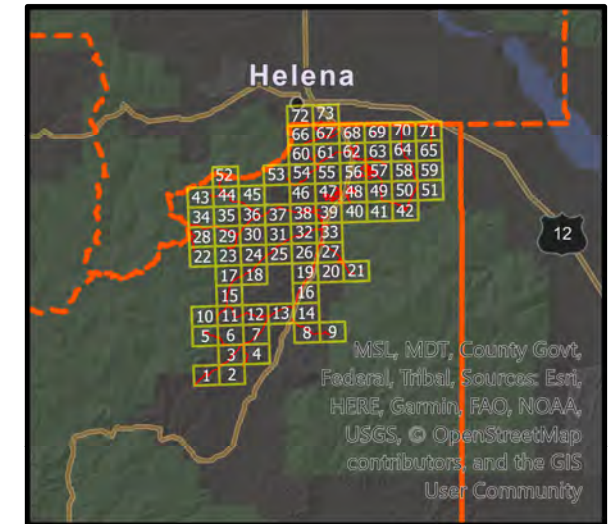 Helena
72 73
66 67 68 69 70 71
60 61 62 63 64 65
52 53 54 55 56 57 58 59
43 44 45 46 47 48 49 50 51
34 35 36 37 38 39 40 41 42
28 29 30 31 32 33
22 23 24 25 26 27
17 18 19 20 21
15 16
10 11 12 13 14
5 6 7 8 9
3 4
1 2
12
MSL, MDT, County Govt,
Federal, Tribal, Sources: Esri,
HERE, Garmin, FAO, NOAA,
USGS, © OpenStreetMap
contributors, and the GIS
User Community